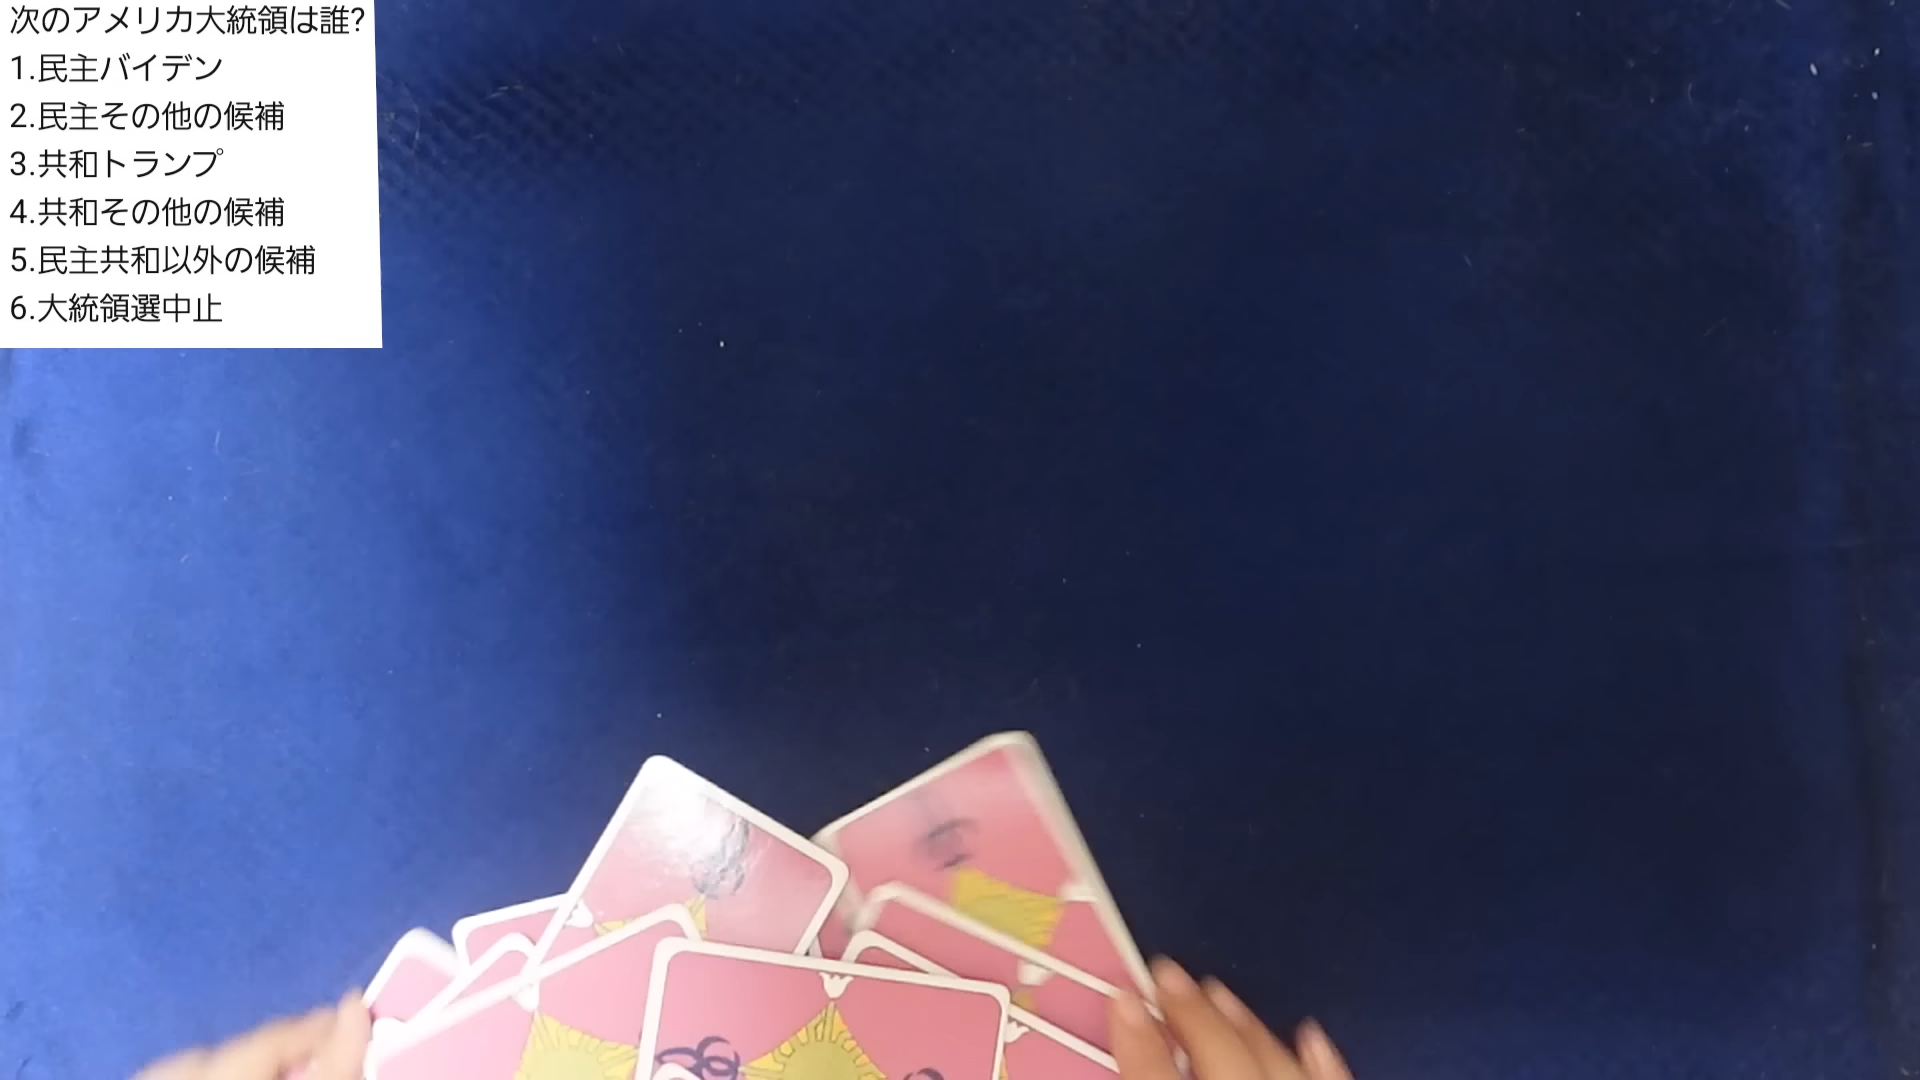 次のアメリカ大統領は誰?
1.民主バイデン
2.民主その他の候補
3.共和トランプ
4.共和その他の候補
5.民主共和以外の候補
6.大統領選中止